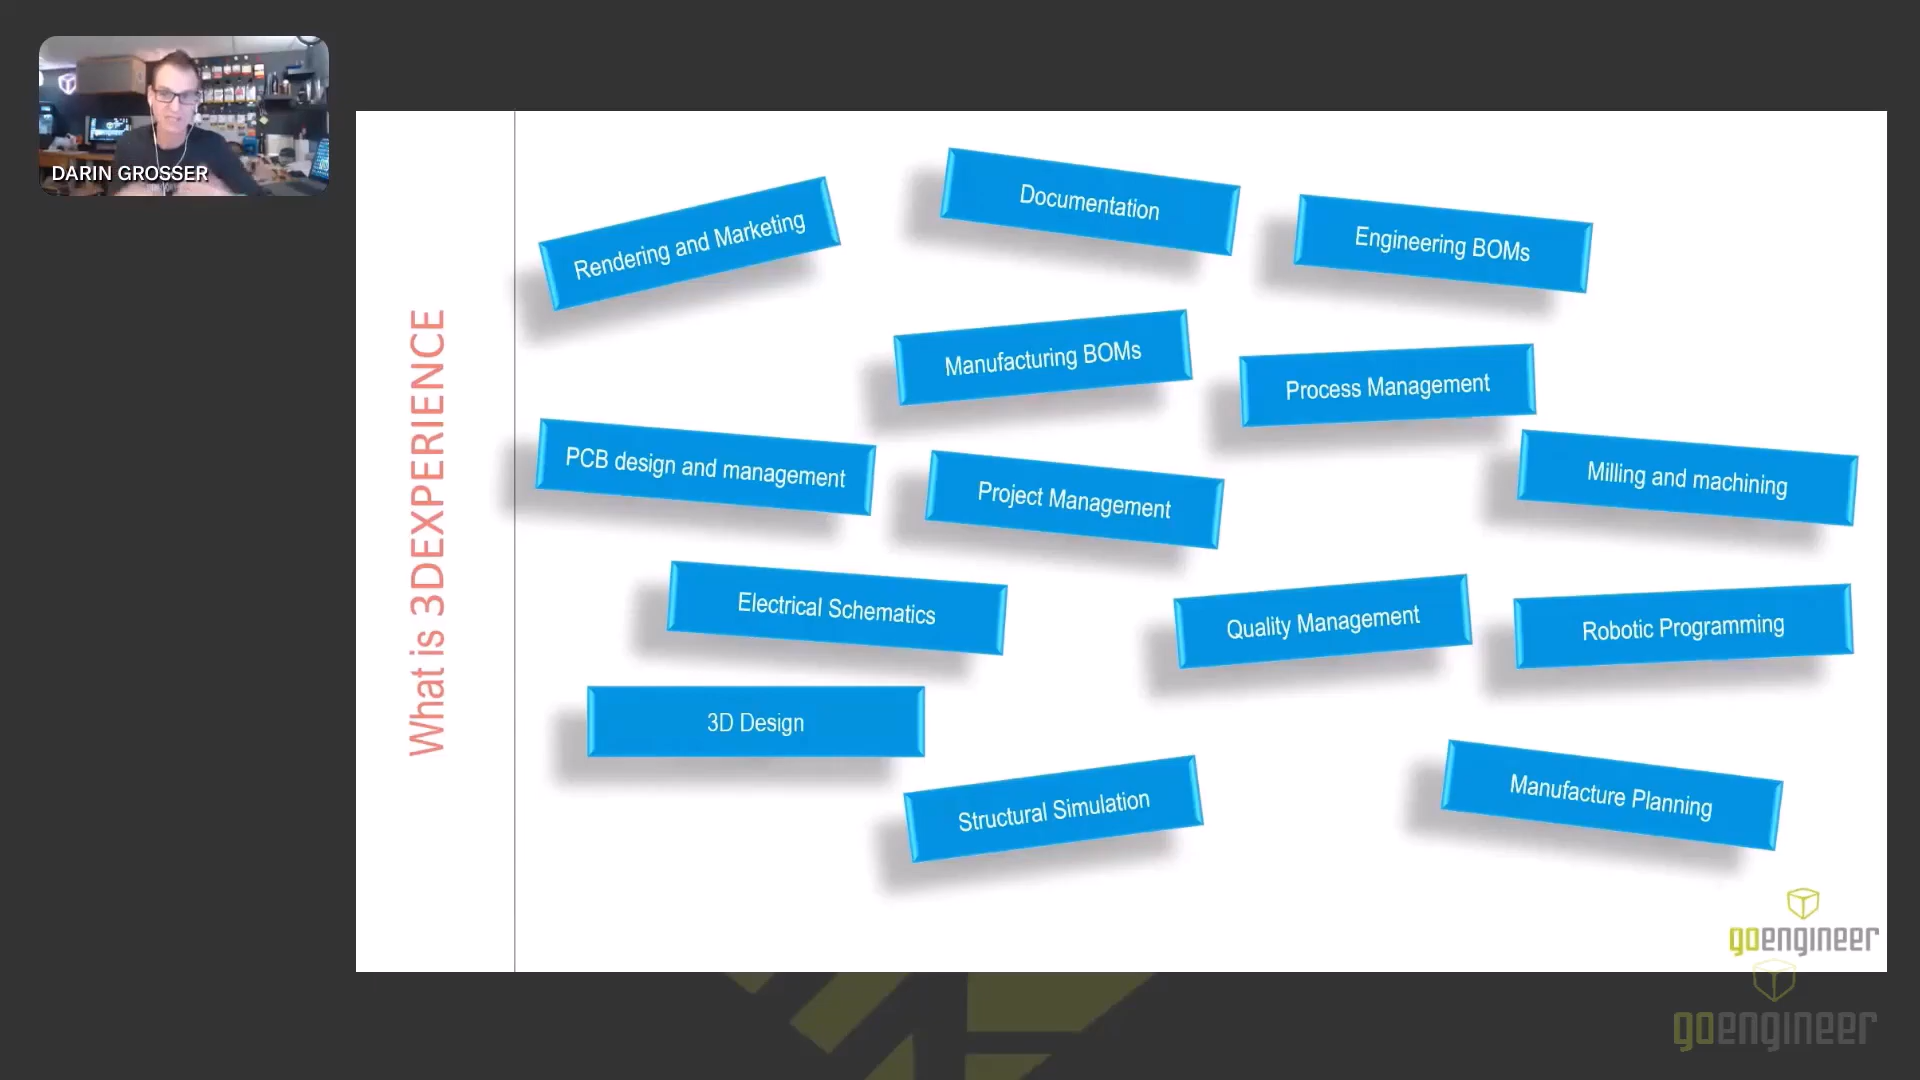 DARIN GROSSER
What is 3DEXPERIENCE
Rendering and Marketing
Documentation
Engineering BOMs
Manufacturing BOMs
Process Management
PCB design and management
Project Management
Milling and machining
Electrical Schematics
Quality Management
Robotic Programming
3D Design
Structural Simulation
Manufacture Planning
goengineer
goengineer